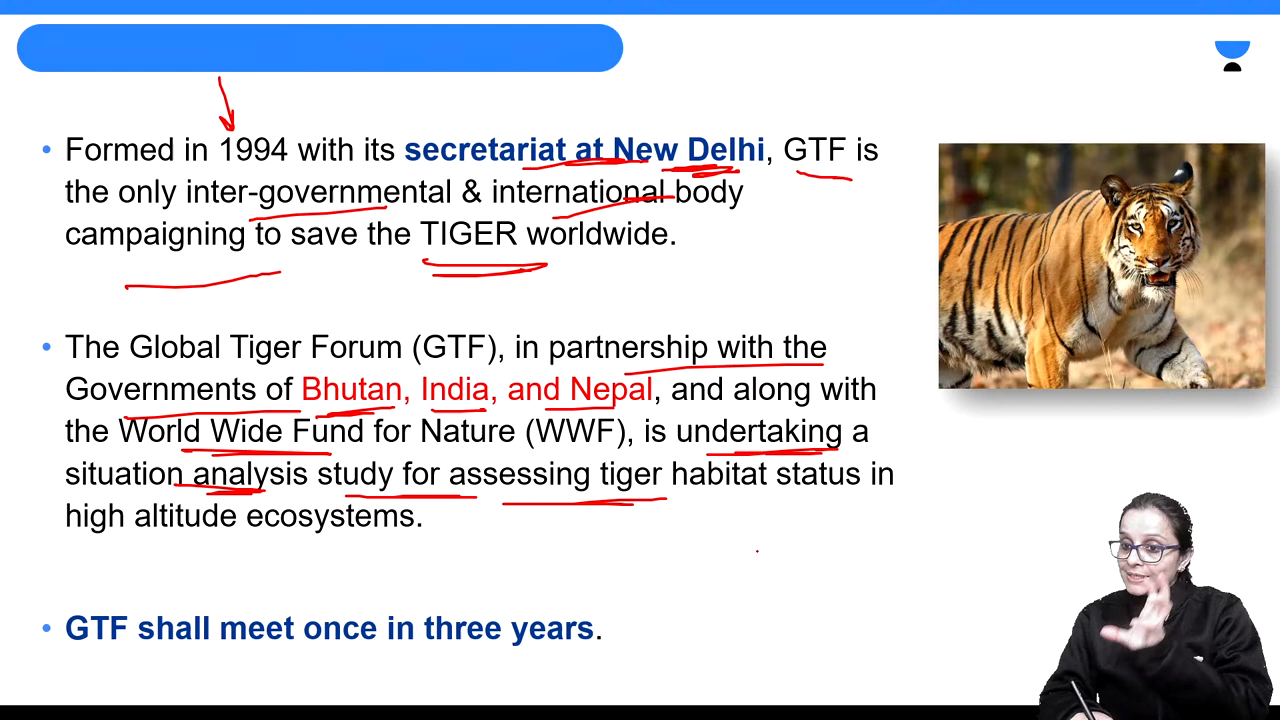 • Formed in 1994 with its secretariat at New Delhi, GTF is
the only inter-governmental & international body
campaigning to save the TIGER worldwide.
• The Global Tiger Forum (GTF), in partnership with the
Governments of Bhutan, India, and Nepal, and along with
the World Wide Fund for Nature (WWF), is undertaking a
situation analysis study for assessing tiger habitat status in
high altitude ecosystems.
• GTF shall meet once in three years.